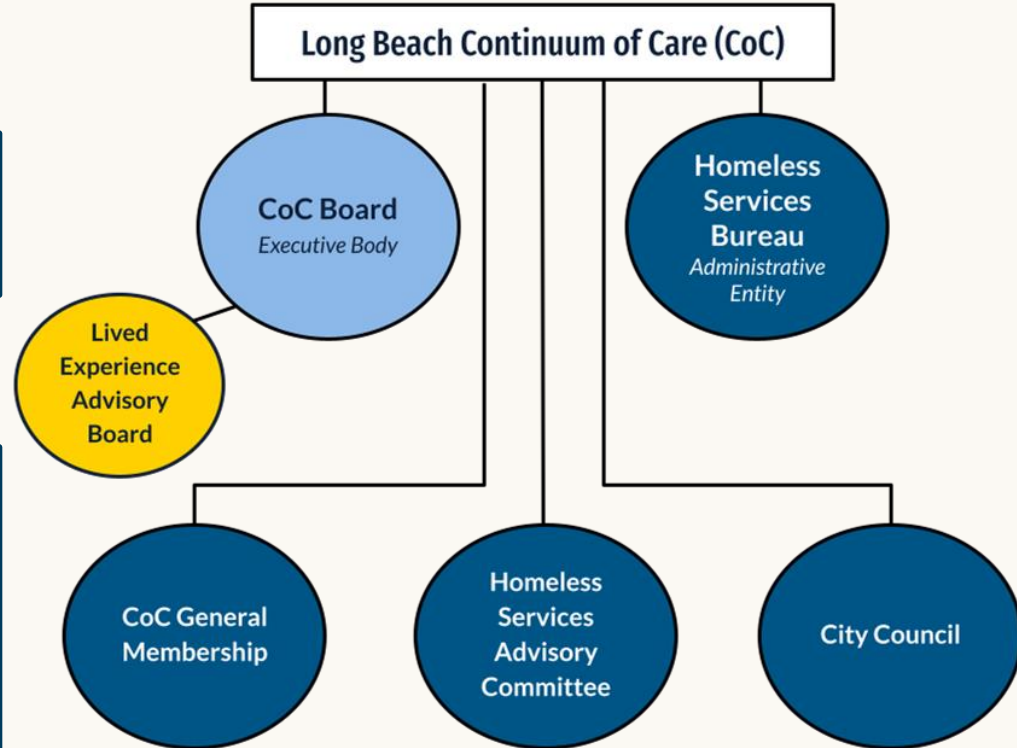 Long Beach Continuum of Care (CoC)
CoC Board
Executive Body
Homeless
Services
Bureau
Administrative
Entity
Lived
Experience
Advisory
Board
CoC General
Membership
Homeless
Services
Advisory
Committee
City Council